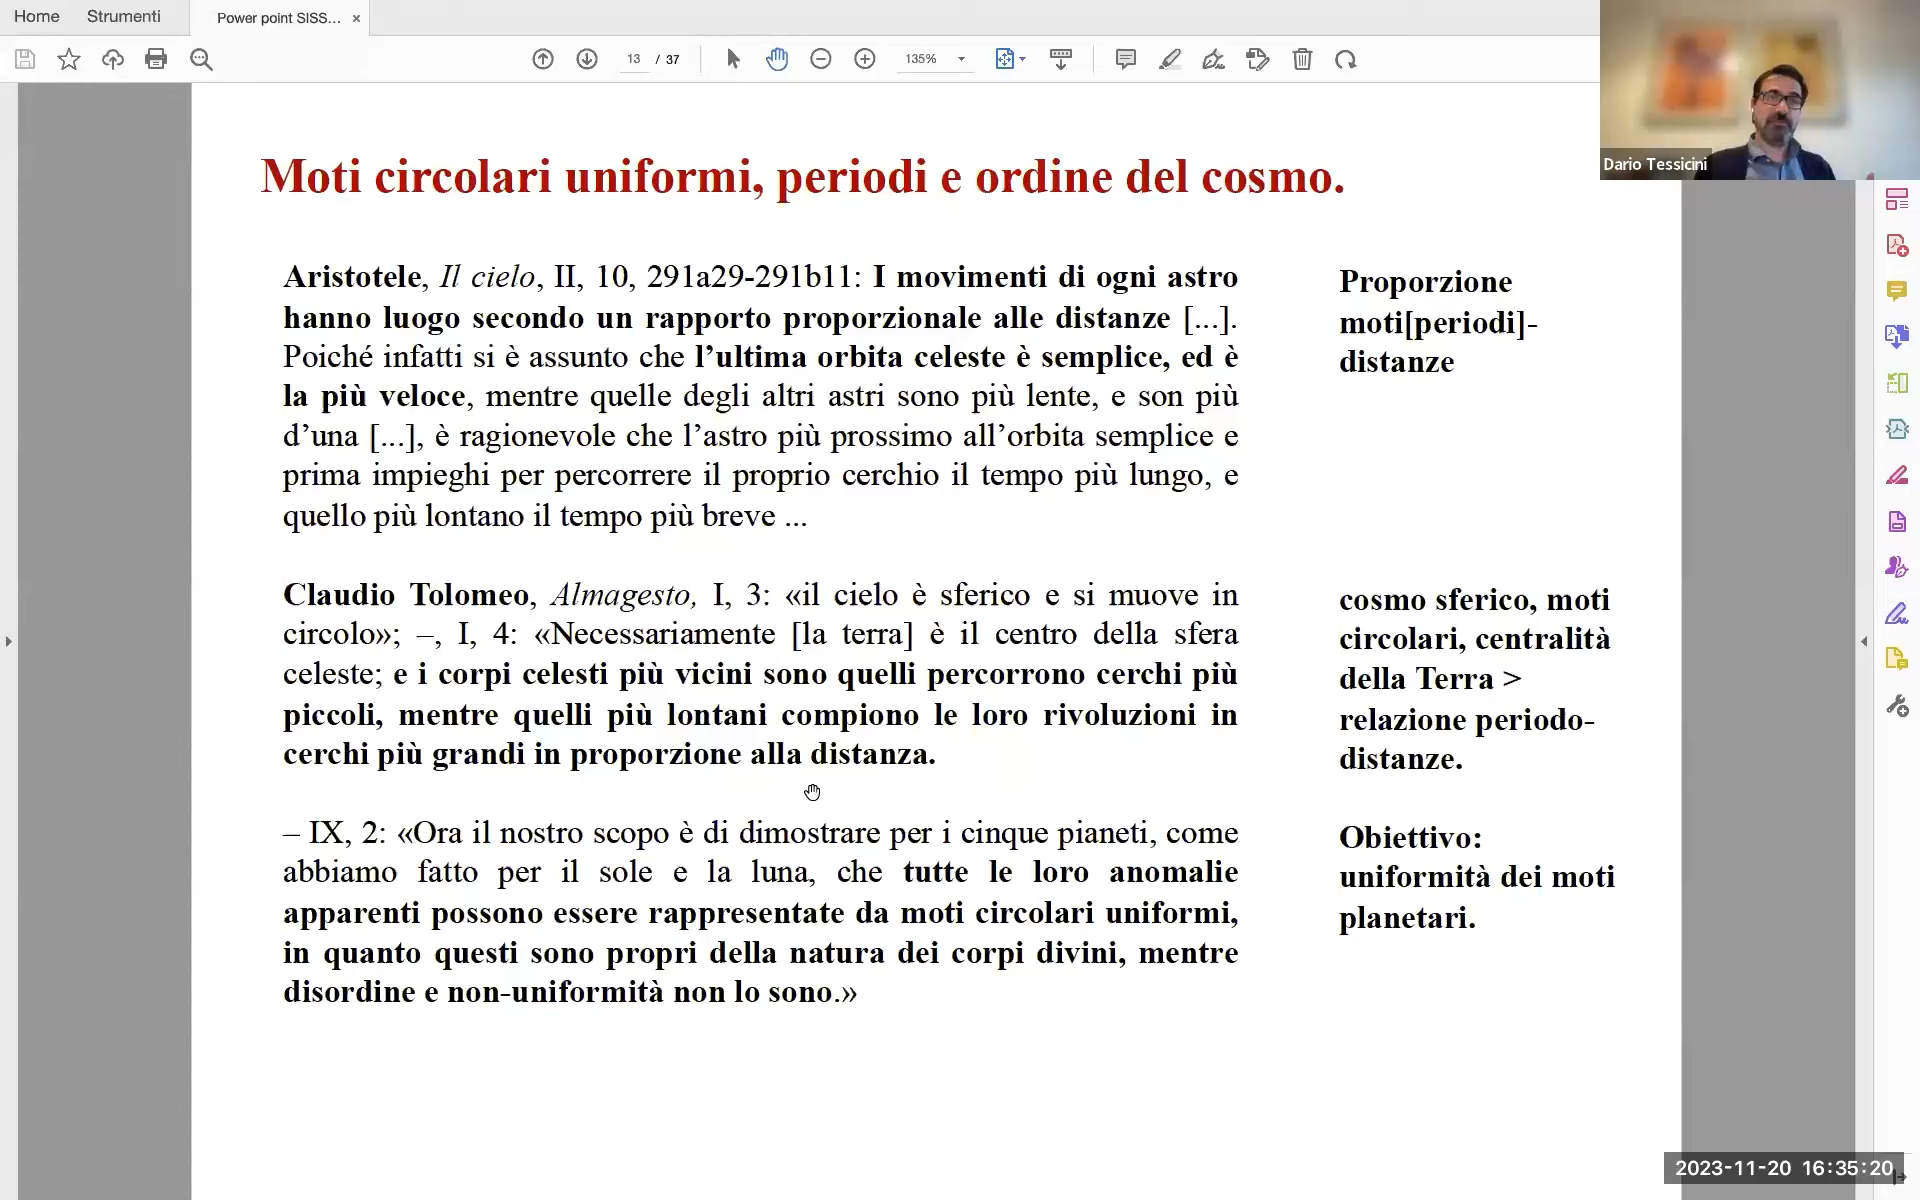 Home Strumenti Power point SISS... ×
13 / 37 135%
Dario Tessicini
Moti circolari uniformi, periodi e ordine del cosmo.
Aristotele, Il cielo, II, 10, 291a29-291b11: I movimenti di ogni astro
hanno luogo secondo un rapporto proporzionale alle distanze [...].
Poiché infatti si è assunto che l’ultima orbita celeste è semplice, ed è
la più veloce, mentre quelle degli altri astri sono più lente, e son più
d’una [...], è ragionevole che l’astro più prossimo all’orbita semplice e
prima impieghi per percorrere il proprio cerchio il tempo più lungo, e
quello più lontano il tempo più breve ...
Proporzione
moti[periodi]-
distanze
Claudio Tolomeo, Almagesto, I, 3: «il cielo è sferico e si muove in
circolo»; –, I, 4: «Necessariamente [la terra] è il centro della sfera
celeste; e i corpi celesti più vicini sono quelli percorrono cerchi più
piccoli, mentre quelli più lontani compiono le loro rivoluzioni in
cerchi più grandi in proporzione alla distanza.
cosmo sferico, moti
circolari, centralità
della Terra >
relazione periodo-
distanze.
– IX, 2: «Ora il nostro scopo è di dimostrare per i cinque pianeti, come
abbiamo fatto per il sole e la luna, che tutte le loro anomalie
apparenti possono essere rappresentate da moti circolari uniformi,
in quanto questi sono propri della natura dei corpi divini, mentre
disordine e non-uniformità non lo sono.»
Obiettivo:
uniformità dei moti
planetari.
2023-11-20 16:35:20